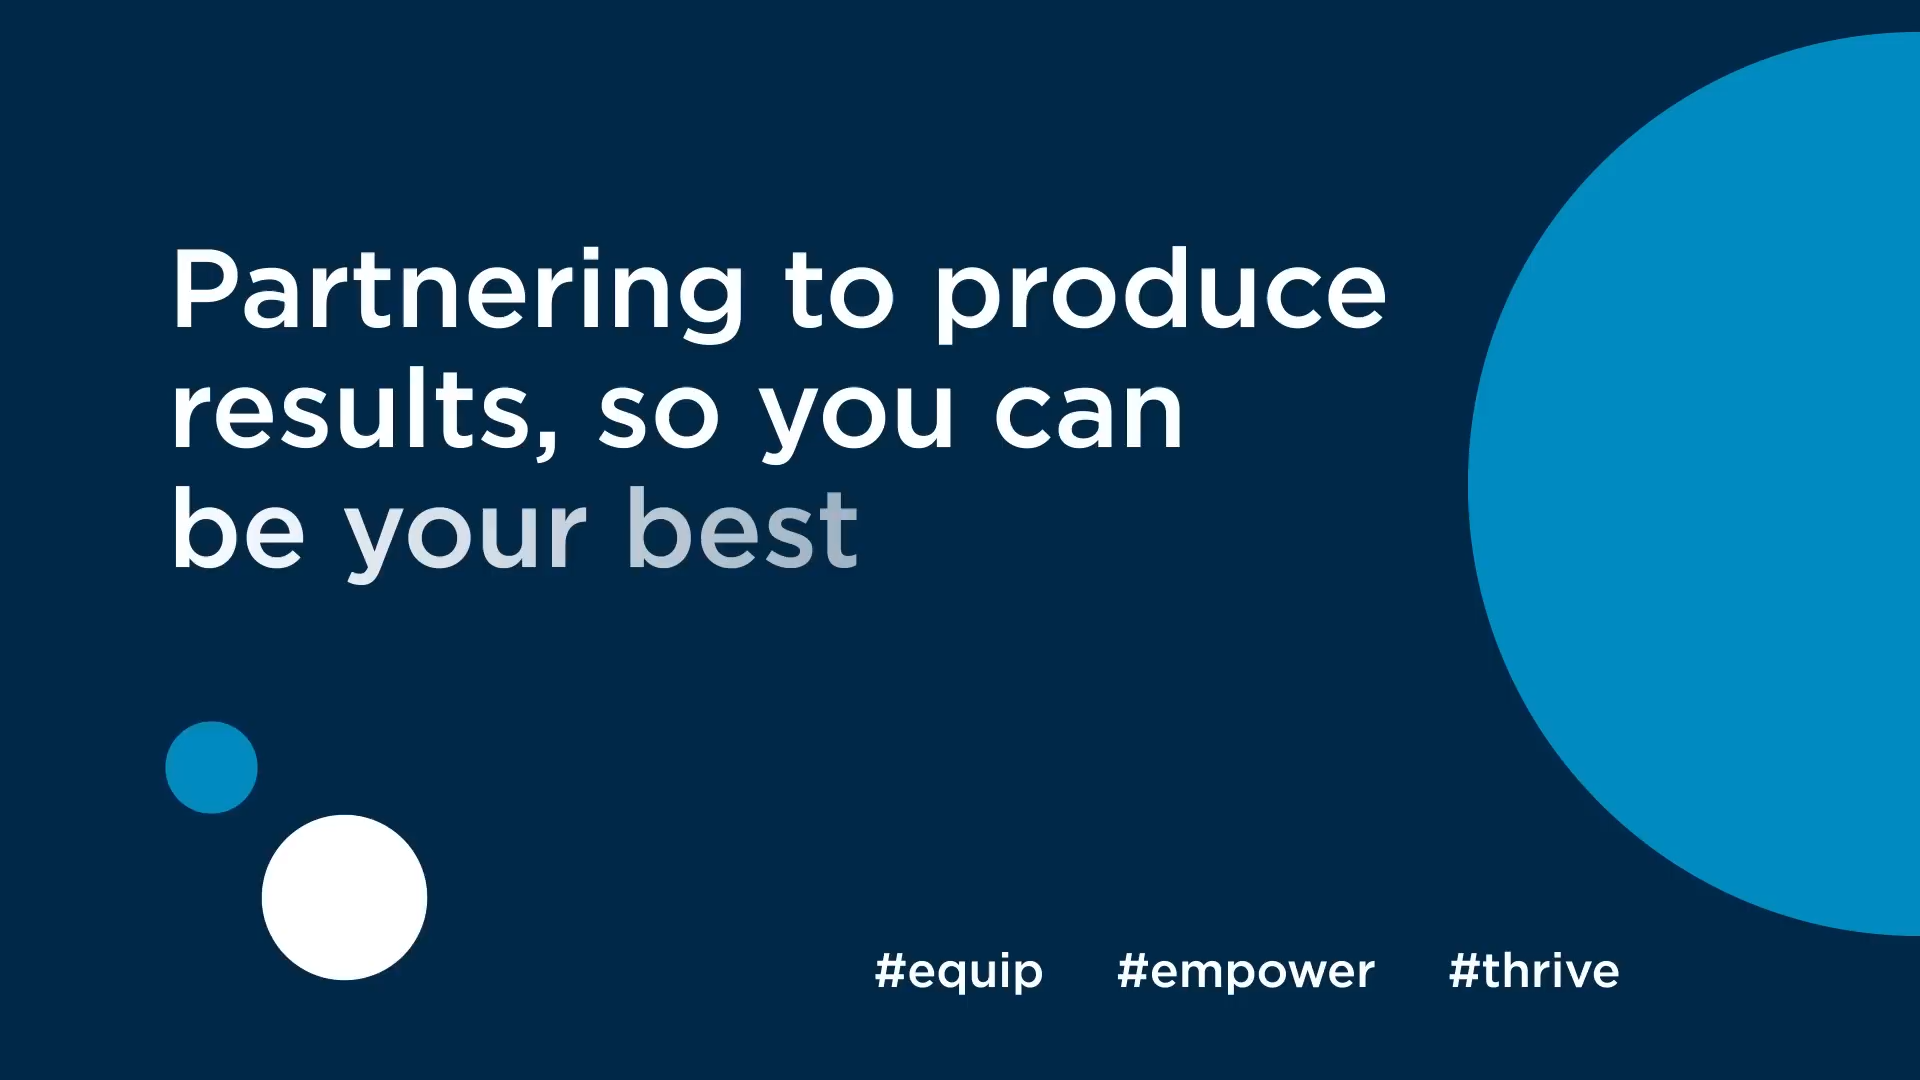 Partnering to produce
results, so you can
be your best
#equip #empower #thrive